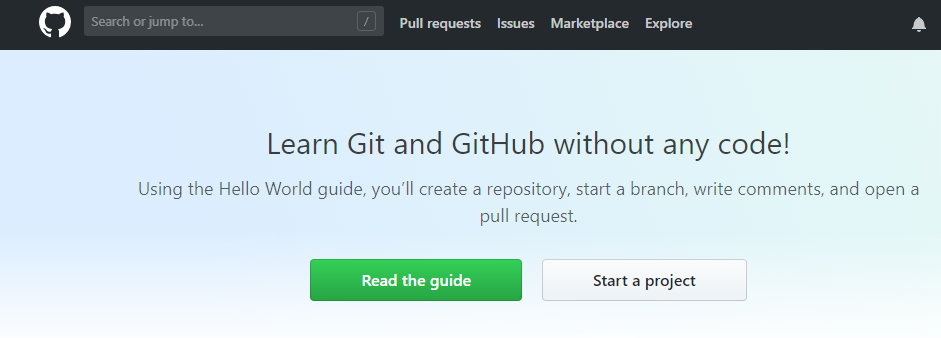 Search or jump to... / Pull requests Issues Marketplace Explore
Learn Git and GitHub without any code!
Using the Hello World guide, you’ll create a repository, start a branch, write comments, and open a
pull request.
Read the guide Start a project